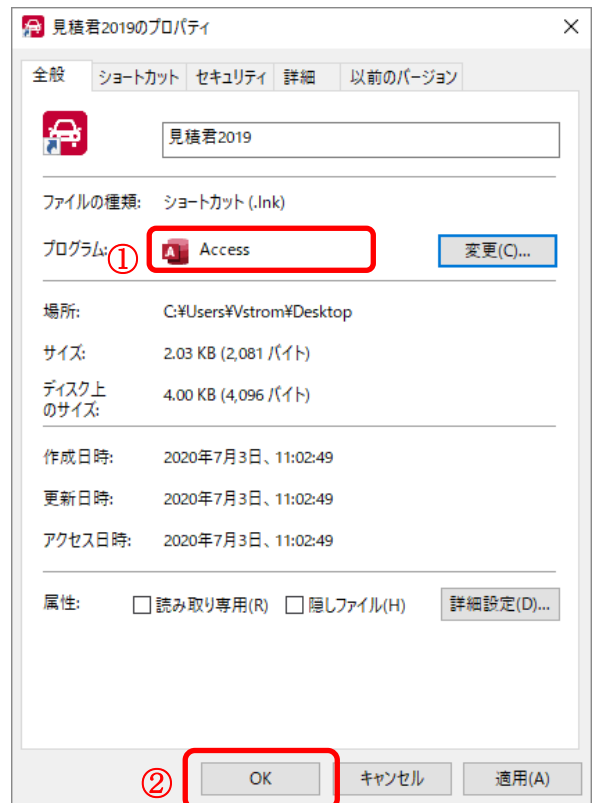 見積君2019のプロパティ
全般 ショートカット セキュリティ 詳細 以前のバージョン
見積君2019
ファイルの種類: ショートカット (.lnk)
プログラム: ① Access 変更(C)...
場所: C:¥Users¥Vstrom¥Desktop
サイズ: 2.03 KB (2,081 バイト)
ディスク上
のサイズ: 4.00 KB (4,096 バイト)
作成日時: 2020年7月3日、11:02:49
更新日時: 2020年7月3日、11:02:49
アクセス日時: 2020年7月3日、11:02:49
属性: 読み取り専用(R) 隠しファイル(H) 詳細設定(D)...
② OK キャンセル 適用(A)